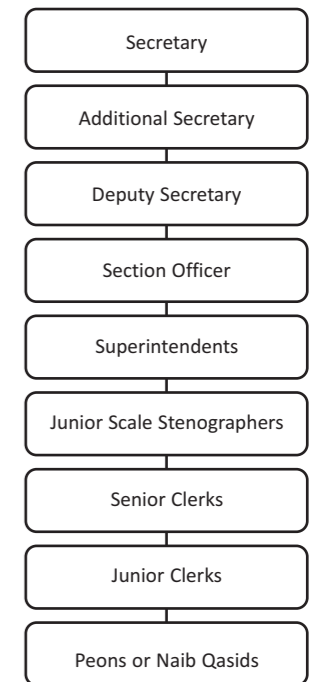 Secretary
Additional Secretary
Deputy Secretary
Section Officer
Superintendents
Junior Scale Stenographers
Senior Clerks
Junior Clerks
Peons or Naib Qasids